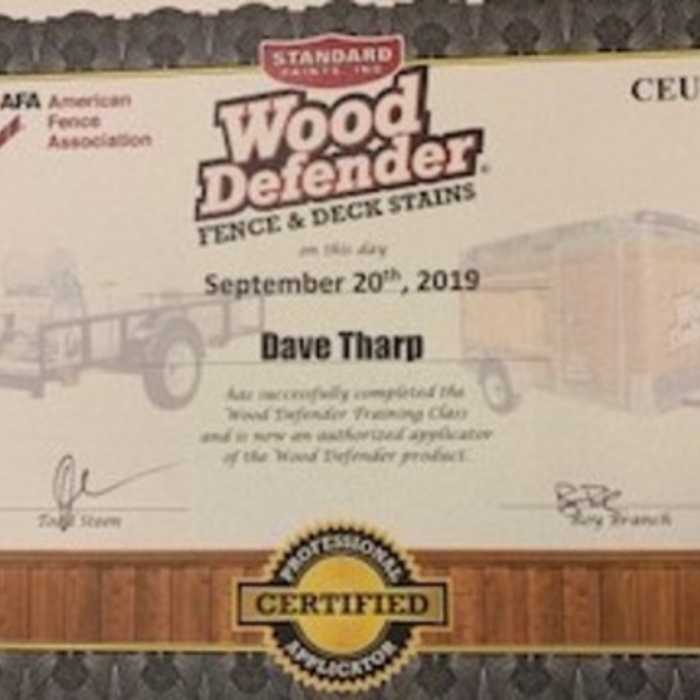 STANDARD
PAINTS, INC
AFA American
Fence
Association
CEU
Wood
Defender
FENCE & DECK STAINS
on this day
September 20th, 2019
Dave Tharp
has successfully completed the
Wood Defender Training Class
and is now an authorized applicator
of the Wood Defender product.
Todd Steen
Roy Branch
PROFESSIONAL
CERTIFIED
APPLICATOR